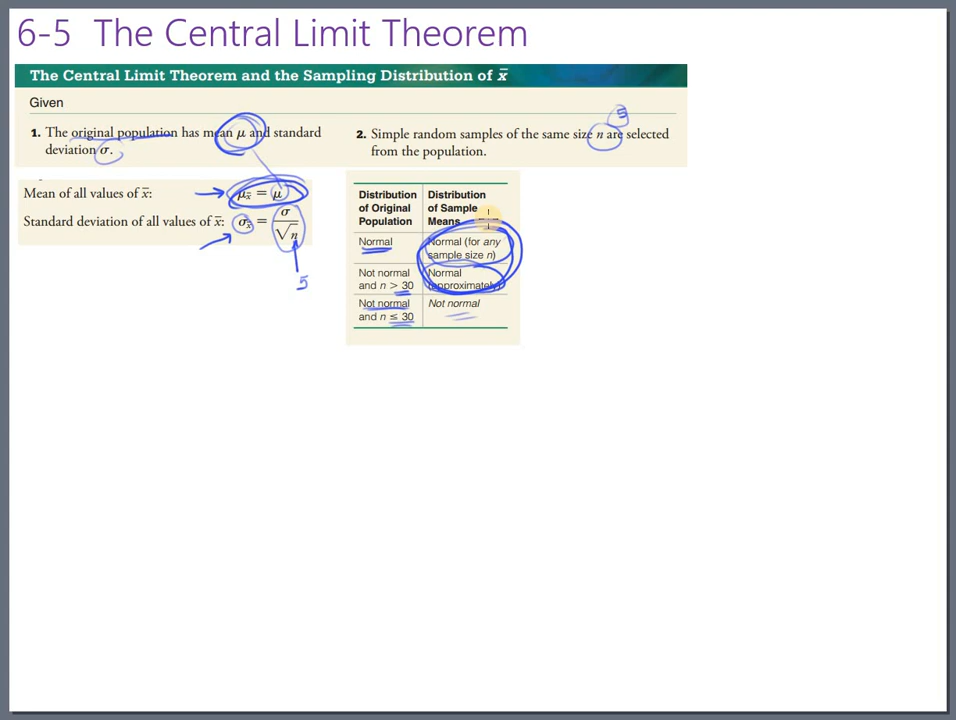 6-5 The Central Limit Theorem
The Central Limit Theorem and the Sampling Distribution of x̄
Given
1. The original population has mean μ and standard
deviation σ.
5
2. Simple random samples of the same size n are selected
from the population.
Mean of all values of x̄: μx̄ = μ
Standard deviation of all values of x̄: σx̄ = σ/√n
5
Distribution of Original Population
Distribution of Sample Means
Normal
Normal (for any sample size n)
Not normal and n > 30
Normal (approximately)
Not normal and n ≤ 30
Not normal